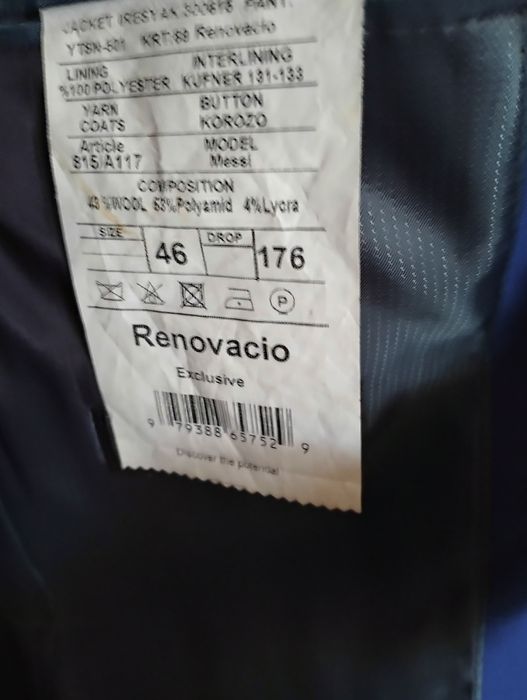 JACKET
YTSN-601 KRT:69 Renovacio
LINING INTERLINING
%100 POLYESTER KUFNER 131-133
YARN BUTTON
COATS KOROZO
Article MODEL
815/A117 Messi
COMPOSITION
43%WOOL 53%Polyamid 4%Lycra
SIZE 46 DROP 176
P
Renovacio
Exclusive
9 79388 65752 9
Discover the potential